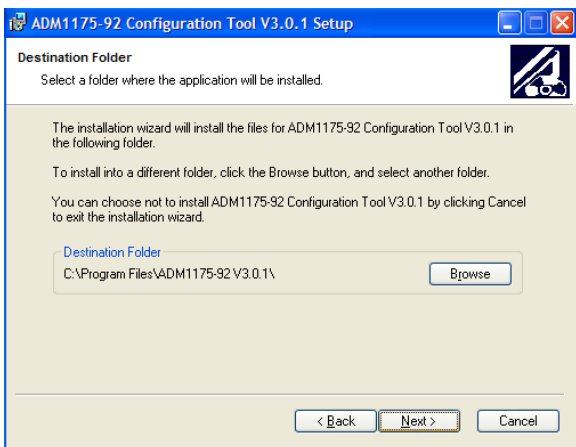 ADM1175-92 Configuration Tool V3.0.1 Setup
Destination Folder
Select a folder where the application will be installed.
The installation wizard will install the files for ADM1175-92 Configuration Tool V3.0.1 in
the following folder.
To install into a different folder, click the Browse button, and select another folder.
You can choose not to install ADM1175-92 Configuration Tool V3.0.1 by clicking Cancel
to exit the installation wizard.
Destination Folder
C:\Program Files\ADM1175-92 V3.0.1\
Browse
< Back
Next >
Cancel